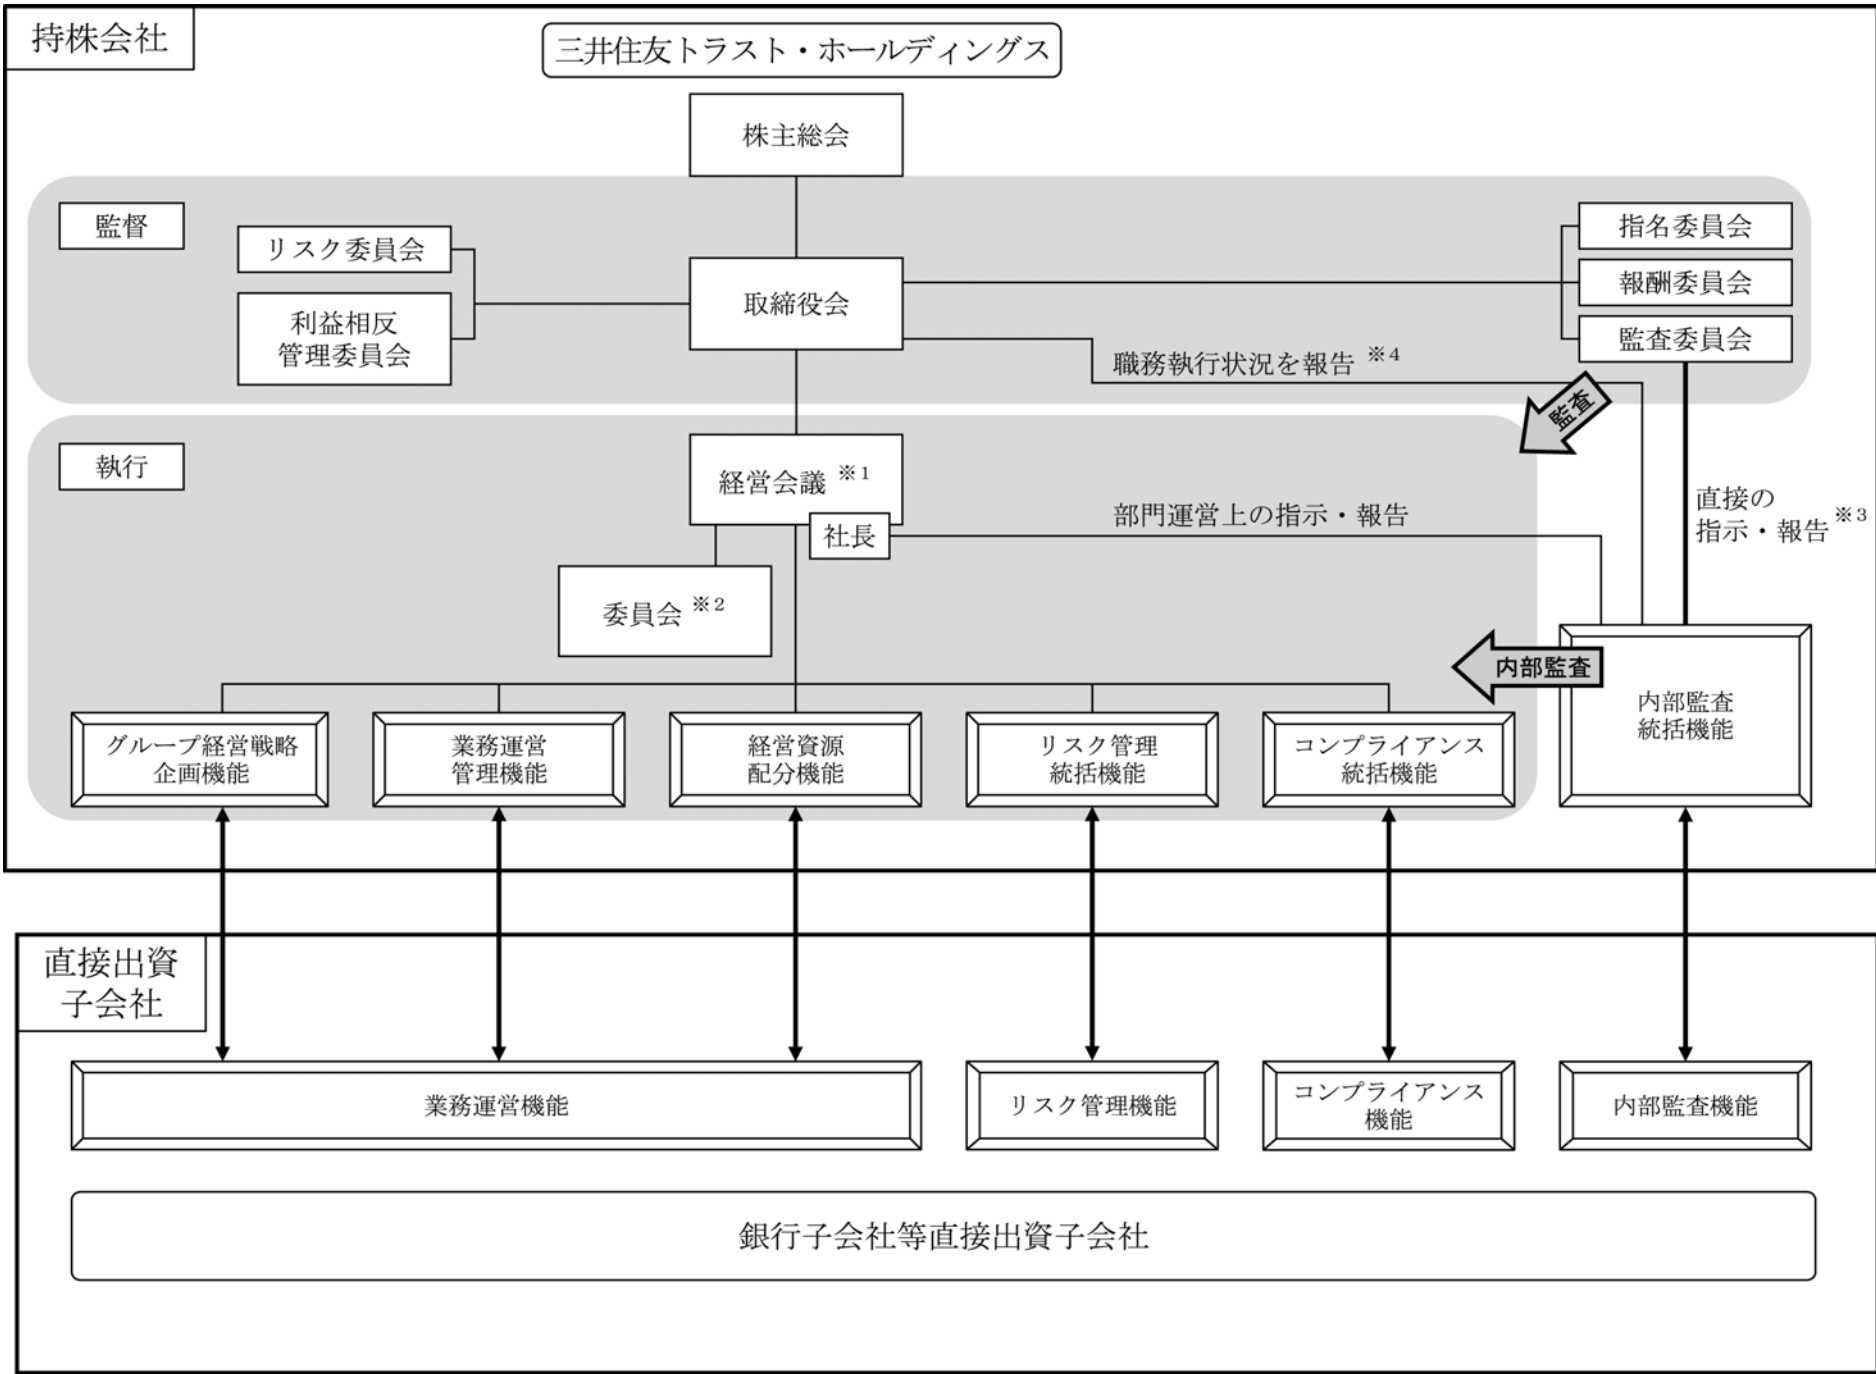 持株会社
三井住友トラスト・ホールディングス
株主総会
監督
リスク委員会
利益相反
管理委員会
取締役会
指名委員会
報酬委員会
監査委員会
職務執行状況を報告 ※4
監査
執行
経営会議 ※1
社長
部門運営上の指示・報告
直接の
指示・報告 ※3
委員会 ※2
内部監査
内部監査
統括機能
グループ経営戦略
企画機能
業務運営
管理機能
経営資源
配分機能
リスク管理
統括機能
コンプライアンス
統括機能
直接出資
子会社
業務運営機能
リスク管理機能
コンプライアンス
機能
内部監査機能
銀行子会社等直接出資子会社